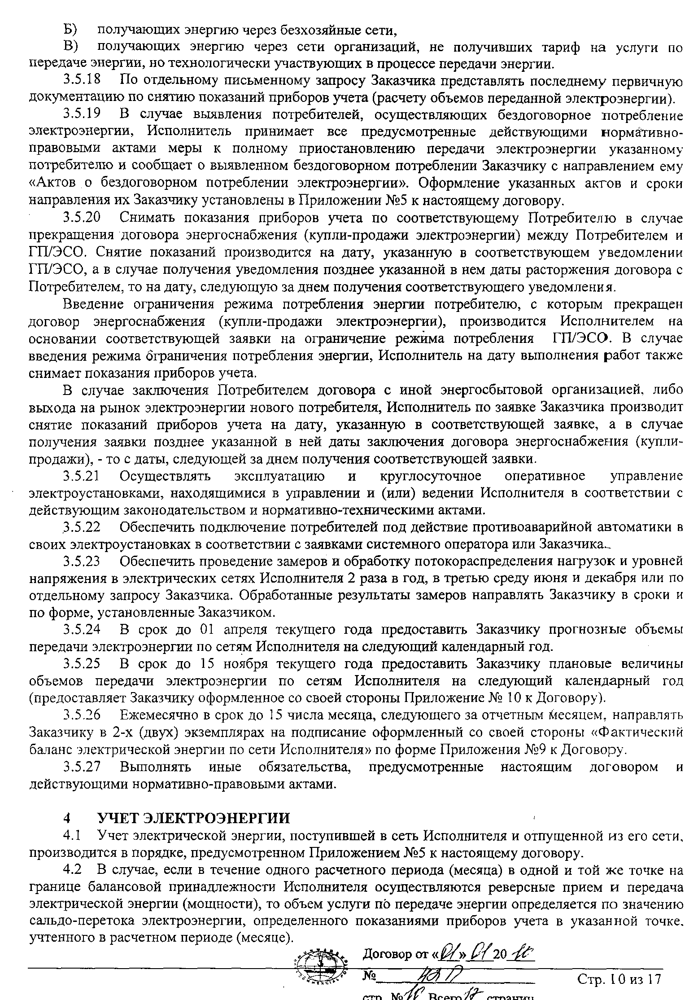 Б) получающих энергию через безхозяйные сети,
В) получающих энергию через сети организаций, не получивших тариф на услуги по
передаче энергии, но технологически участвующих в процессе передачи энергии.
3.5.18 По отдельному письменному запросу Заказчика представлять последнему первичную
документацию по снятию показаний приборов учета (расчету объемов переданной электроэнергии).
3.5.19 В случае выявления потребителей, осуществляющих бездоговорное потребление
электроэнергии, Исполнитель принимает все предусмотренные действующими нормативно-
правовыми актами меры к полному приостановлению передачи электроэнергии указанному
потребителю и сообщает о выявленном бездоговорном потреблении Заказчику с направлением ему
«Актов о бездоговорном потреблении электроэнергии». Оформление указанных актов и сроки
направления их Заказчику установлены в Приложении №5 к настоящему договору.
3.5.20 Снимать показания приборов учета по соответствующему Потребителю в случае
прекращения договора энергоснабжения (купли-продажи электроэнергии) между Потребителем и
ГП/ЭСО. Снятие показаний производится на дату, указанную в соответствующем уведомлении
ГП/ЭСО, а в случае получения уведомления позднее указанной в нем даты расторжения договора с
Потребителем, то на дату, следующую за днем получения соответствующего уведомления.
Введение ограничения режима потребления энергии потребителю, с которым прекращен
договор энергоснабжения (купли-продажи электроэнергии), производится Исполнителем на
основании соответствующей заявки на ограничение режима потребления ГП/ЭСО. В случае
введения режима ограничения потребления энергии, Исполнитель на дату выполнения работ также
снимает показания приборов учета.
В случае заключения Потребителем договора с иной энергосбытовой организацией, либо
выхода на рынок электроэнергии нового потребителя, Исполнитель по заявке Заказчика производит
снятие показаний приборов учета на дату, указанную в соответствующей заявке, а в случае
получения заявки позднее указанной в ней даты заключения договора энергоснабжения (купли-
продажи), - то с даты, следующей за днем получения соответствующей заявки.
3.5.21 Осуществлять эксплуатацию и круглосуточное оперативное управление
электроустановками, находящимися в управлении и (или) ведении Исполнителя в соответствии с
действующим законодательством и нормативно-техническими актами.
3.5.22 Обеспечить подключение потребителей под действие противоаварийной автоматики в
своих электроустановках в соответствии с заявками системного оператора или Заказчика.
3.5.23 Обеспечить проведение замеров и обработку потокораспределения нагрузок и уровней
напряжения в электрических сетях Исполнителя 2 раза в год, в третью среду июня и декабря или по
отдельному запросу Заказчика. Обработанные результаты замеров направлять Заказчику в сроки и
по форме, установленные Заказчиком.
3.5.24 В срок до 01 апреля текущего года предоставить Заказчику прогнозные объемы
передачи электроэнергии по сетям Исполнителя на следующий календарный год.
3.5.25 В срок до 15 ноября текущего года предоставить Заказчику плановые величины
объемов передачи электроэнергии по сетям Исполнителя на следующий календарный год
(предоставляет Заказчику оформленное со своей стороны Приложение № 10 к Договору).
3.5.26 Ежемесячно в срок до 15 числа месяца, следующего за отчетным месяцем, направлять
Заказчику в 2-х (двух) экземплярах на подписание оформленный со своей стороны «Фактический
баланс электрической энергии по сети Исполнителя» по форме Приложения №9 к Договору.
3.5.27 Выполнять иные обязательства, предусмотренные настоящим договором и
действующими нормативно-правовыми актами.
4 УЧЕТ ЭЛЕКТРОЭНЕРГИИ
4.1 Учет электрической энергии, поступившей в сеть Исполнителя и отпущенной из его сети,
производится в порядке, предусмотренном Приложением №5 к настоящему договору.
4.2 В случае, если в течение одного расчетного периода (месяца) в одной и той же точке на
границе балансовой принадлежности Исполнителя осуществляются реверсные прием и передача
электрической энергии (мощности), то объем услуги по передаче энергии определяется по значению
сальдо-перетока электроэнергии, определенного показаниями приборов учета в указанной точке,
учтенного в расчетном периоде (месяце).
Договор от «01» 01 20
№
Стр. 10 из 17
стр. №10 Всего 17 страниц